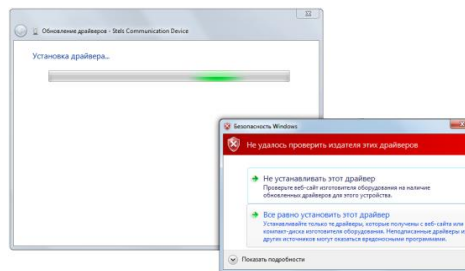 Обновление драйверов - Stels Communication Device
Установка драйвера...
Безопасность Windows
Не удалось проверить издателя этих драйверов
Не устанавливать этот драйвер
Проверьте веб-сайт изготовителя оборудования на наличие
обновленных драйверов для этого устройства.
Все равно установить этот драйвер
Устанавливайте только те драйверы, которые получены с веб-сайта или
компакт-диска изготовителя оборудования. Неподписанные драйверы и
других источников могут оказаться вредоносными программами.
Показать подробности